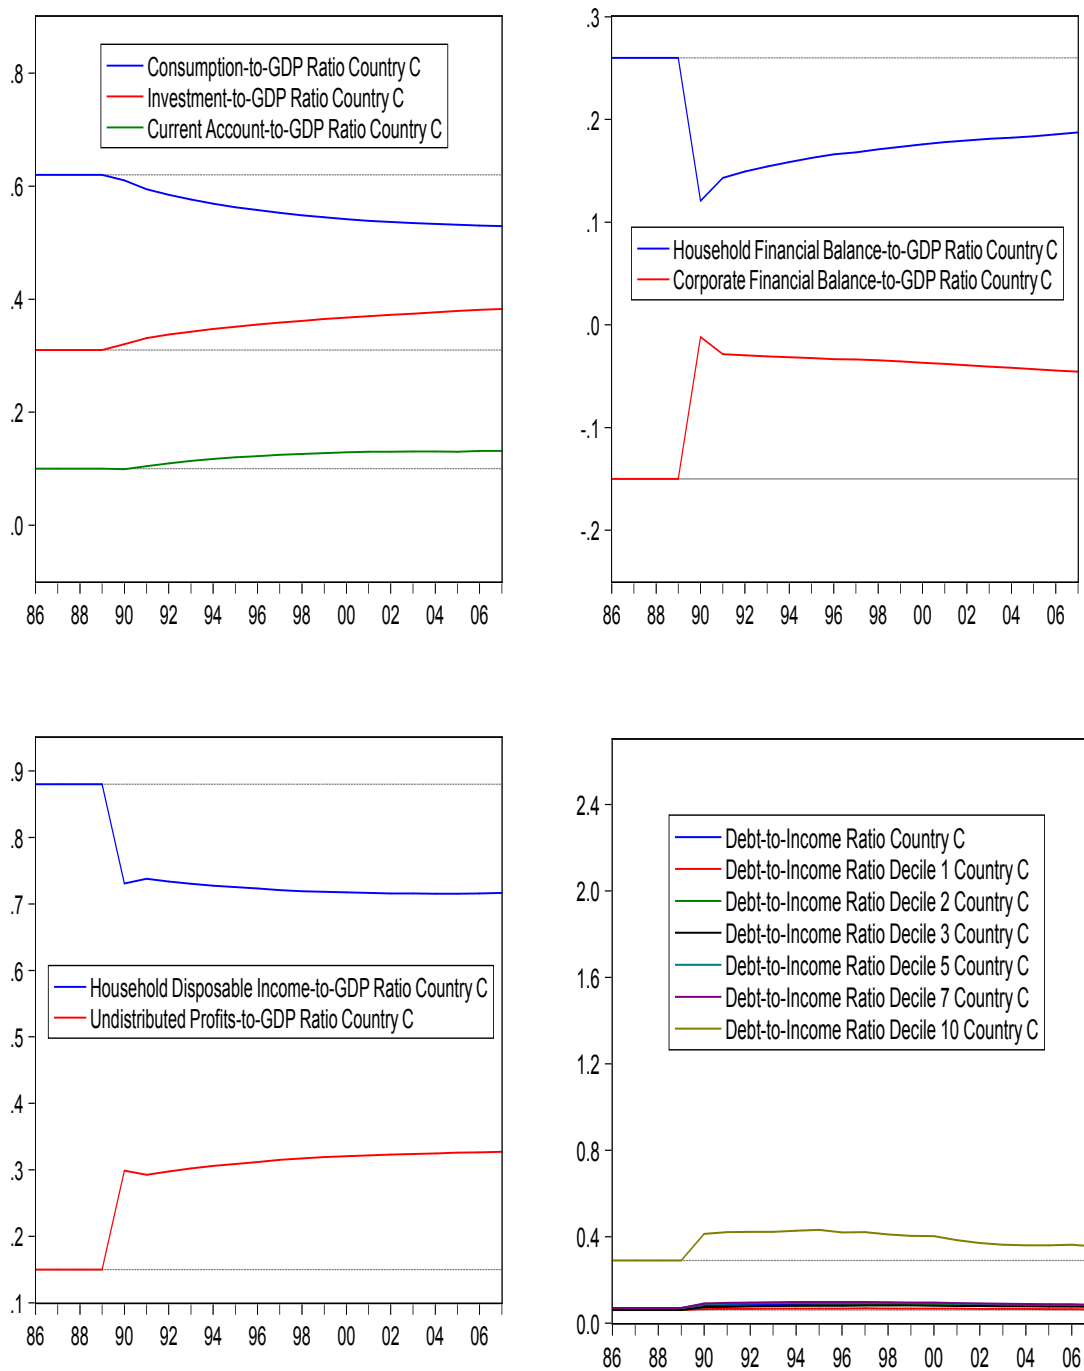 .8
.6
.4
.2
.0
Consumption-to-GDP Ratio Country C
Investment-to-GDP Ratio Country C
Current Account-to-GDP Ratio Country C
86 88 90 92 94 96 98 00 02 04 06
.3
.2
.1
.0
-.1
-.2
Household Financial Balance-to-GDP Ratio Country C
Corporate Financial Balance-to-GDP Ratio Country C
86 88 90 92 94 96 98 00 02 04 06
.9
.8
.7
.6
.5
.4
.3
.2
.1
Household Disposable Income-to-GDP Ratio Country C
Undistributed Profits-to-GDP Ratio Country C
86 88 90 92 94 96 98 00 02 04 06
2.4
2.0
1.6
1.2
0.8
0.4
0.0
Debt-to-Income Ratio Country C
Debt-to-Income Ratio Decile 1 Country C
Debt-to-Income Ratio Decile 2 Country C
Debt-to-Income Ratio Decile 3 Country C
Debt-to-Income Ratio Decile 5 Country C
Debt-to-Income Ratio Decile 7 Country C
Debt-to-Income Ratio Decile 10 Country C
86 88 90 92 94 96 98 00 02 04 06